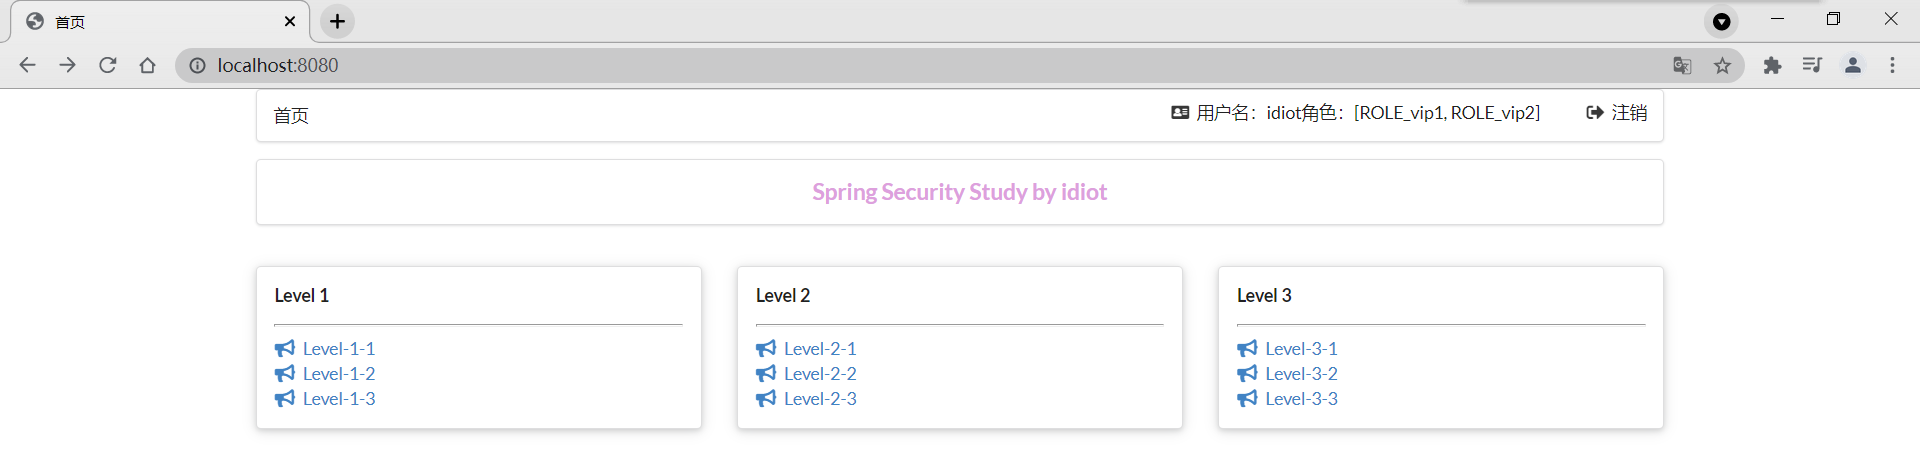 首页
localhost:8080
首页
用户名：idiot角色：[ROLE_vip1, ROLE_vip2]
注销
Spring Security Study by idiot
Level 1
Level-1-1
Level-1-2
Level-1-3
Level 2
Level-2-1
Level-2-2
Level-2-3
Level 3
Level-3-1
Level-3-2
Level-3-3